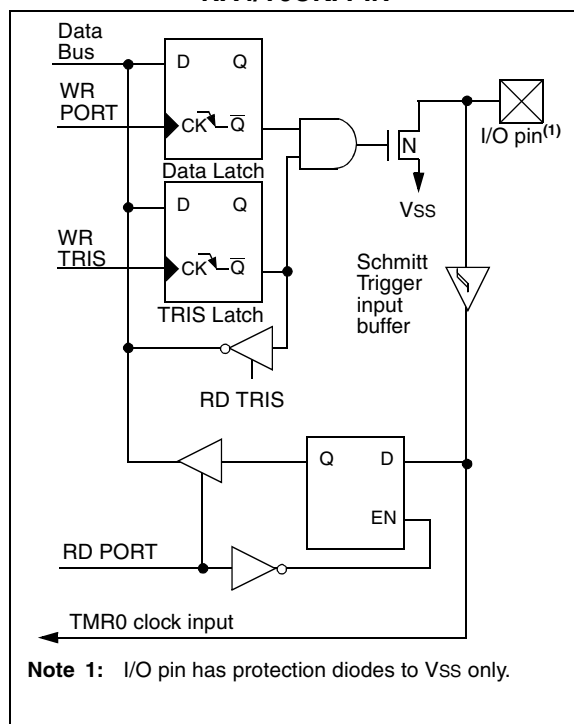 Data
Bus
D Q
WR
PORT
CK Q
N
I/O pin(1)
Data Latch
VSS
D Q
WR
TRIS
CK Q
Schmitt
Trigger
input
buffer
TRIS Latch
RD TRIS
Q D
EN
RD PORT
TMR0 clock input
Note 1: I/O pin has protection diodes to VSS only.